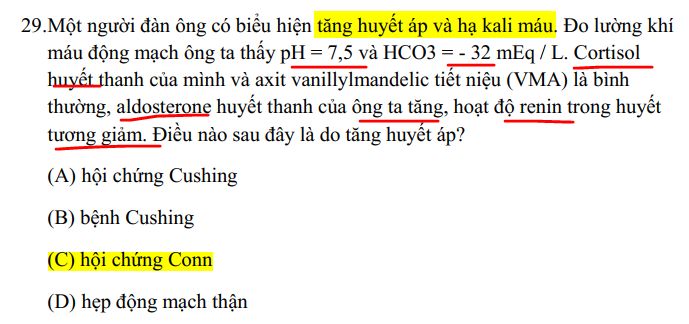 29.Một người đàn ông có biểu hiện tăng huyết áp và hạ kali máu. Đo lường khí
máu động mạch ông ta thấy pH = 7,5 và HCO3 = - 32 mEq / L. Cortisol
huyết thanh của mình và axit vanillylmandelic tiết niệu (VMA) là bình
thường, aldosterone huyết thanh của ông ta tăng, hoạt độ renin trong huyết
tương giảm. Điều nào sau đây là do tăng huyết áp?
(A) hội chứng Cushing
(B) bệnh Cushing
(C) hội chứng Conn
(D) hẹp động mạch thận